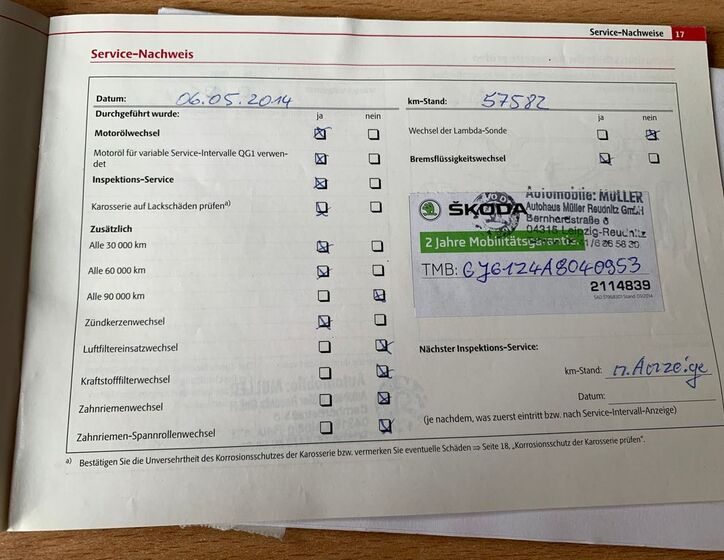 Service-Nachweise 17
Service-Nachweis
Datum: 06.05.2014
km-Stand: 57582
Durchgeführt wurde: ja nein
ja nein
Motorölwechsel
Wechsel der Lambda-Sonde
Motoröl für variable Service-Intervalle QG1 verwen-
det
Bremsflüssigkeitswechsel
Inspektions-Service
Karosserie auf Lackschäden prüfen a)
Zusätzlich
Alle 30 000 km
Alle 60 000 km
Alle 90 000 km
Zündkerzenwechsel
Luftfiltereinsatzwechsel
Kraftstofffilterwechsel
Zahnriemenwechsel
Zahnriemen-Spannrollenwechsel
Automobile: MÜLLER
ŠKODA Autohaus Müller Reudnitz GmbH
Bernhardstraße 6
04315 Leipzig-Reudnitz
2 Jahre Mobilitätsgarantie.
TMB: GJ61Z4A8040953
2114839
Nächster Inspektions-Service:
km-Stand: n. Anzeige
Datum:
(je nachdem, was zuerst eintritt bzw. nach Service-Intervall-Anzeige)
a) Bestätigen Sie die Unversehrtheit des Korrosionsschutzes der Karosserie bzw. vermerken Sie eventuelle Schäden ⇒ Seite 18, „Korrosionsschutz der Karosserie prüfen“.